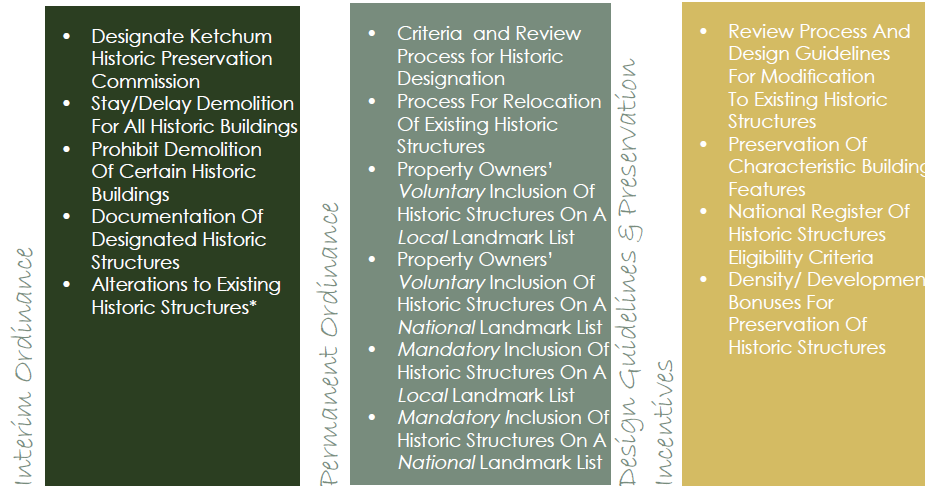 Interim Ordinance
• Designate Ketchum
Historic Preservation
Commission
• Stay/Delay Demolition
For All Historic Buildings
• Prohibit Demolition
Of Certain Historic
Buildings
• Documentation Of
Designated Historic
Structures
• Alterations to Existing
Historic Structures*
Permanent Ordinance
• Criteria and Review
Process for Historic
Designation
• Process For Relocation
Of Existing Historic
Structures
• Property Owners’
Voluntary Inclusion Of
Historic Structures On A
Local Landmark List
• Property Owners’
Voluntary Inclusion Of
Historic Structures On A
National Landmark List
• Mandatory Inclusion Of
Historic Structures On A
Local Landmark List
• Mandatory Inclusion Of
Historic Structures On A
National Landmark List
Design Guidelines & Preservation
Incentives
• Review Process And
Design Guidelines
For Modification
To Existing Historic
Structures
• Preservation Of
Characteristic Building
Features
• National Register Of
Historic Structures
Eligibility Criteria
• Density/ Developmen
Bonuses For
Preservation Of
Historic Structures